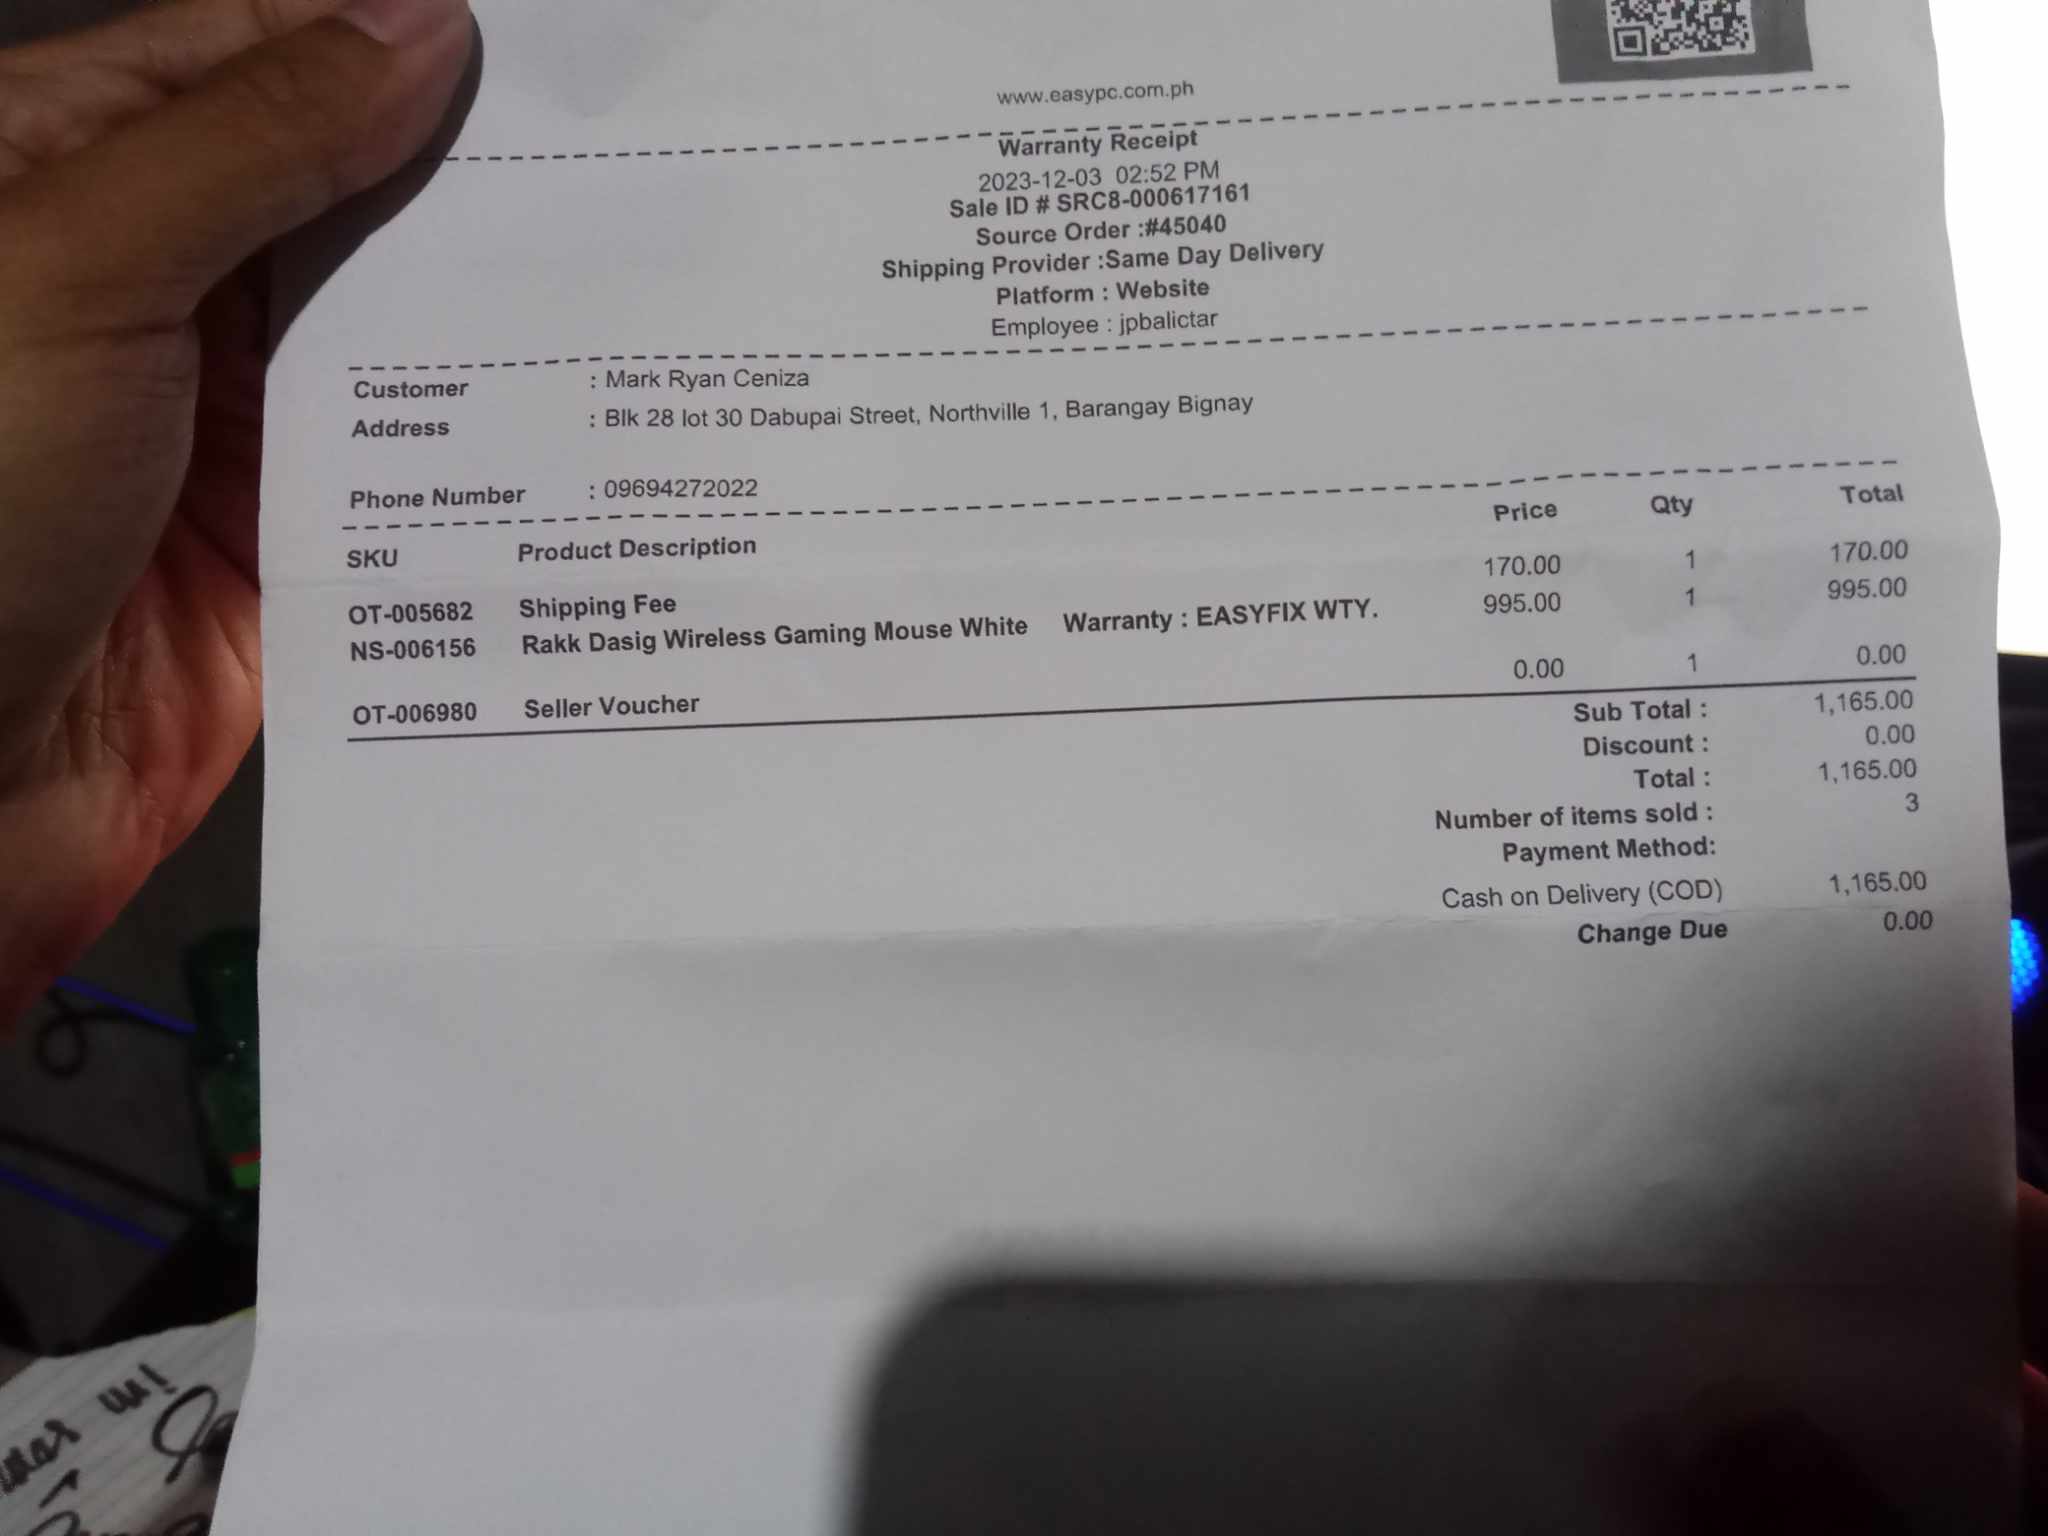 www.easypc.com.ph
Warranty Receipt
2023-12-03 02:52 PM
Sale ID # SRC8-000617161
Source Order :#45040
Shipping Provider :Same Day Delivery
Platform : Website
Employee : jpbalictar
Customer : Mark Ryan Ceniza
Address : Blk 28 lot 30 Dabupai Street, Northville 1, Barangay Bignay
Phone Number : 09694272022
SKU Product Description Price Qty Total
OT-005682 Shipping Fee 170.00 1 170.00
NS-006156 Rakk Dasig Wireless Gaming Mouse White Warranty : EASYFIX WTY. 995.00 1 995.00
OT-006980 Seller Voucher 0.00 1 0.00
Sub Total : 1,165.00
Discount : 0.00
Total : 1,165.00
Number of items sold : 3
Payment Method:
Cash on Delivery (COD) 1,165.00
Change Due 0.00